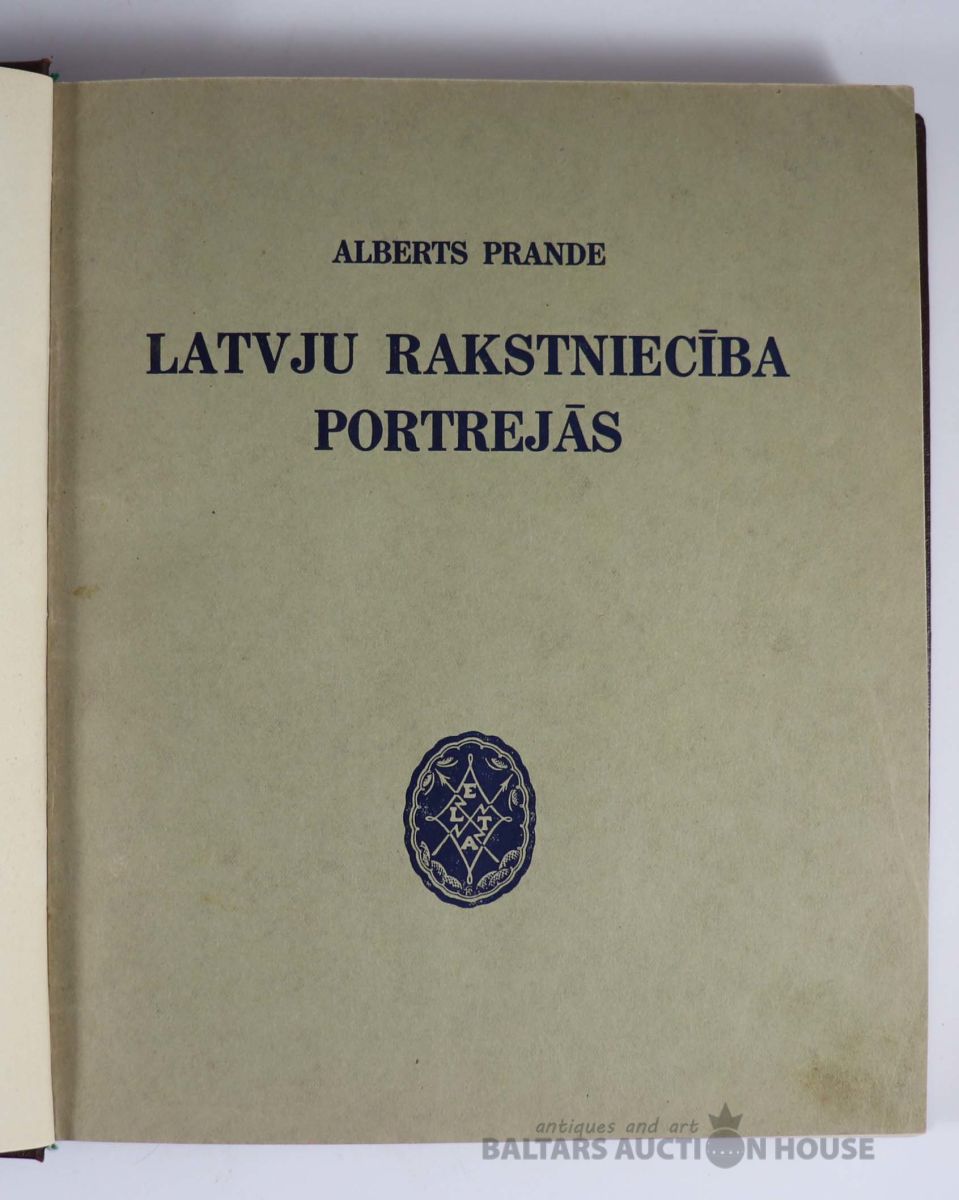 ALBERTS PRANDE
LATVJU RAKSTNIECĪBA
PORTREJĀS
E
L T
A
antiques and art
BALTARS AUCTION HOUSE